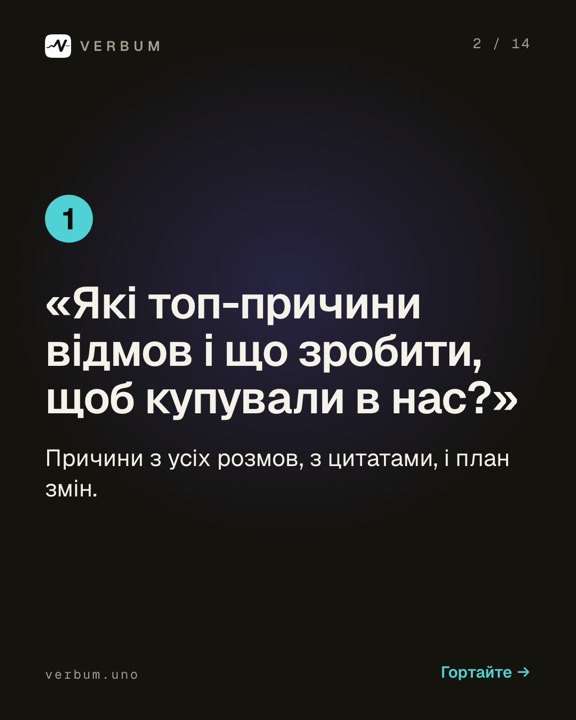 VERBUM
2 / 14
1
«Які топ-причини
відмов і що зробити,
щоб купували в нас?»
Причини з усіх розмов, з цитатами, і план
змін.
verbum.uno
Гортайте →